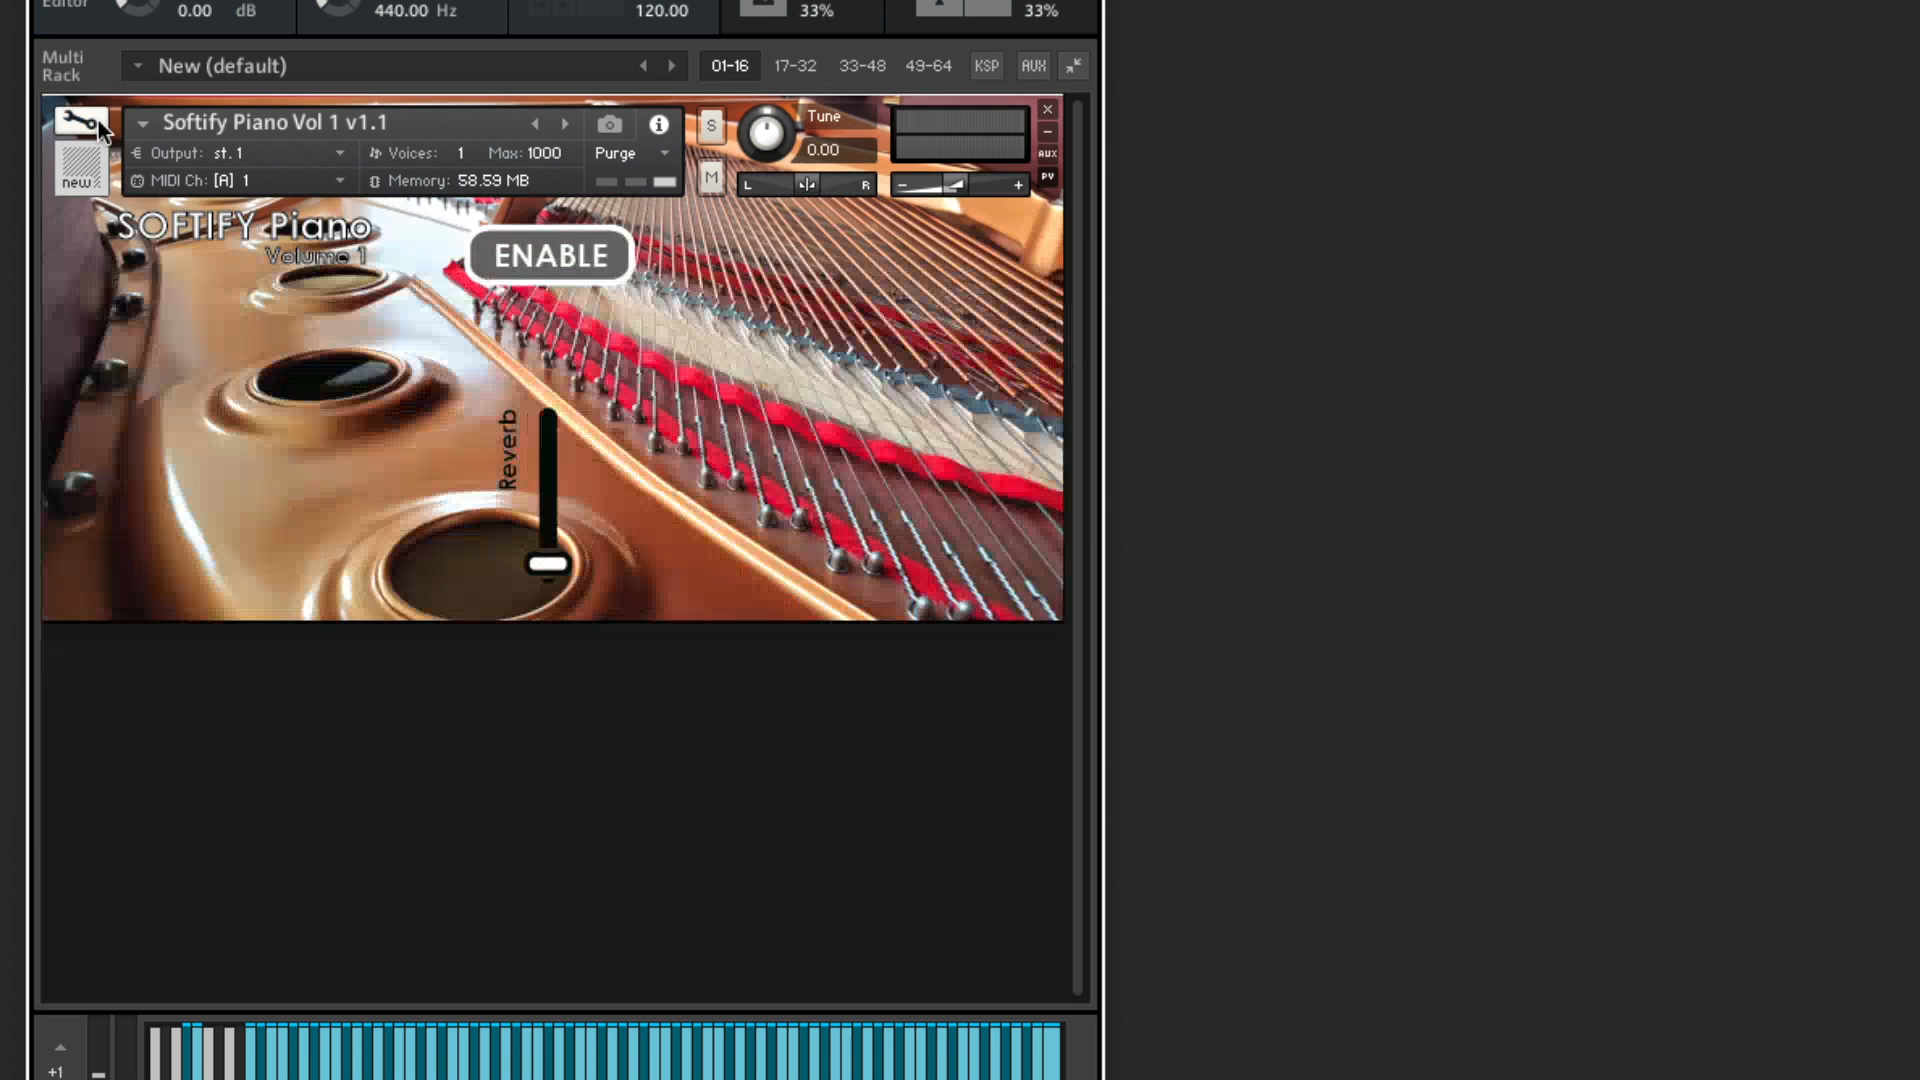 Editor 0.00 dB 440.00 Hz 120.00 33% 33%
Multi Rack New (default) 01-16 17-32 33-48 49-64 KSP AUX
Softify Piano Vol 1 v1.1 S Tune x
Output: st.1 Voices: 1 Max: 1000 Purge 0.00 AUX
new MIDI Ch: [A] 1 Memory: 58.59 MB M L R - + PV
SOFTIFY Piano
Volume 1
ENABLE
Reverb
+1